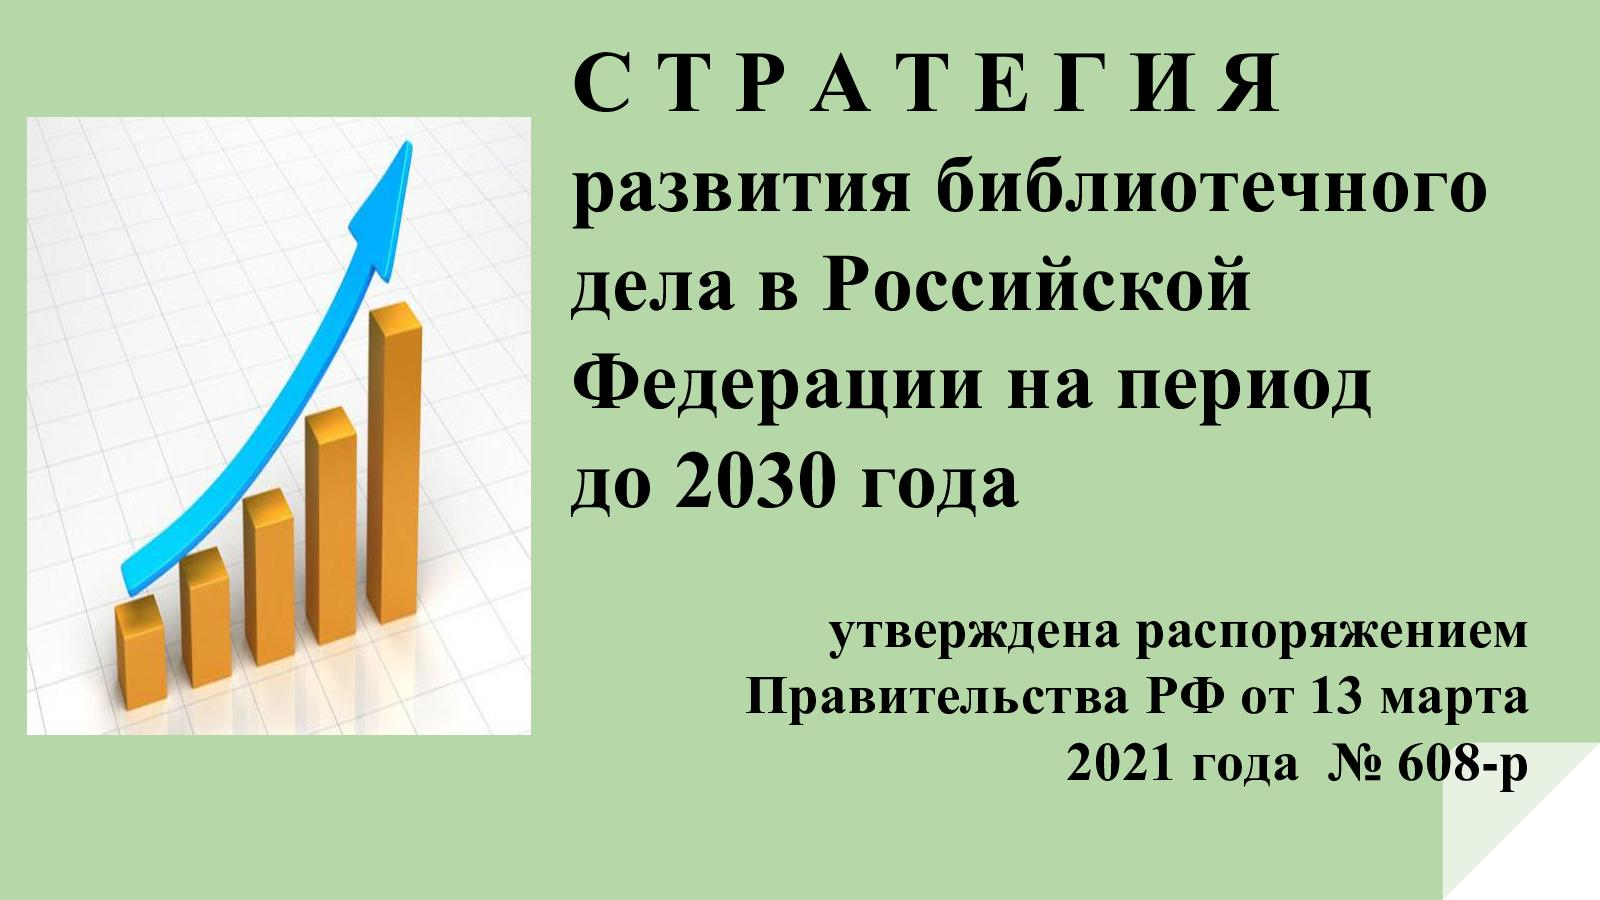 С Т Р А Т Е Г И Я
развития библиотечного
дела в Российской
Федерации на период
до 2030 года
утверждена распоряжением
Правительства РФ от 13 марта
2021 года № 608-р